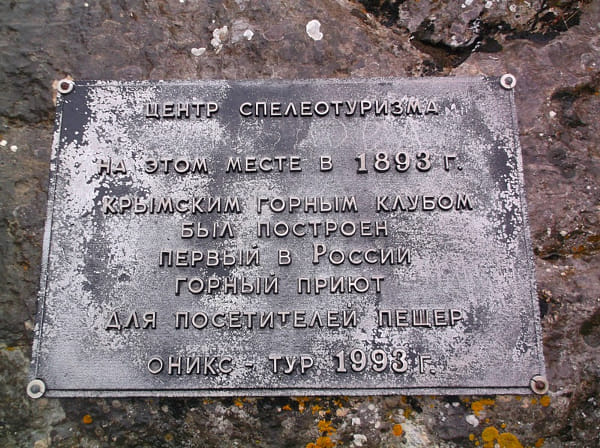 ЦЕНТР СПЕЛЕОТУРИЗМА
НА ЭТОМ МЕСТЕ В 1893 Г.
КРЫМСКИМ ГОРНЫМ КЛУБОМ
БЫЛ ПОСТРОЕН
ПЕРВЫЙ В РОССИИ
ГОРНЫЙ ПРИЮТ
ДЛЯ ПОСЕТИТЕЛЕЙ ПЕЩЕР
ОНИКС - ТУР 1993 Г.